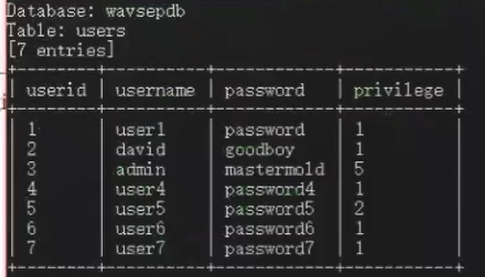 Database: wavsepdb
Table: users
[7 entries]
+--------+----------+------------+-----------+
| userid | username | password | privilege |
+--------+----------+------------+-----------+
| 1 | user1 | password | 1 |
| 2 | david | goodboy | 1 |
| 3 | admin | mastermold | 5 |
| 4 | user4 | password4 | 1 |
| 5 | user5 | password5 | 2 |
| 6 | user6 | password6 | 1 |
| 7 | user7 | password7 | 1 |
+--------+----------+------------+-----------+